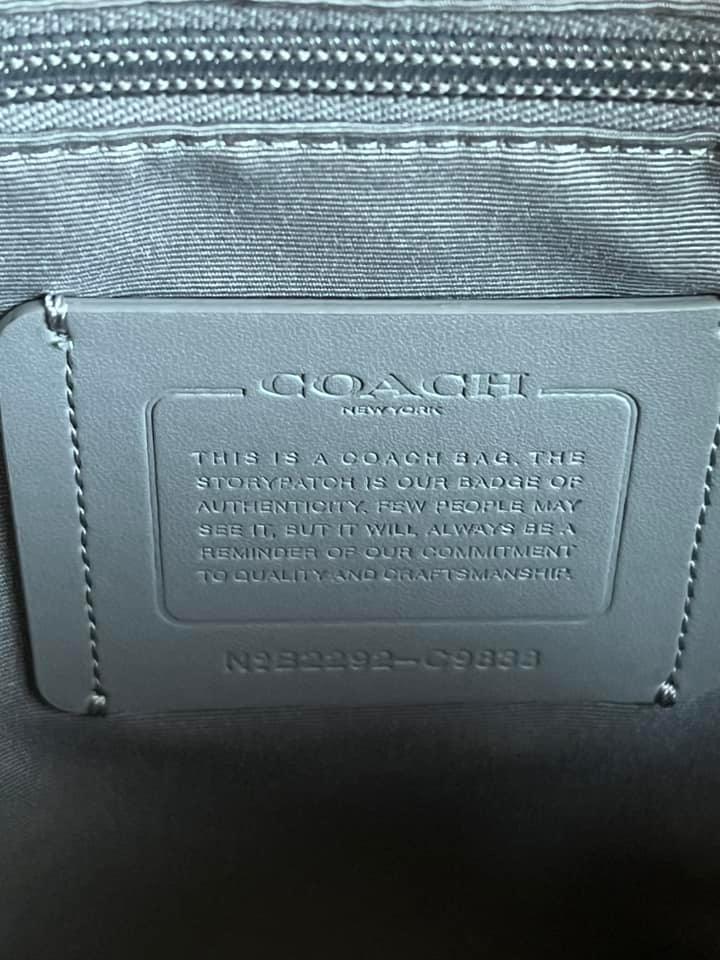 COACH
NEW YORK
THIS IS A COACH BAG. THE
STORYPATCH IS OUR BADGE OF
AUTHENTICITY. FEW PEOPLE MAY
SEE IT, BUT IT WILL ALWAYS BE A
REMINDER OF OUR COMMITMENT
TO QUALITY AND CRAFTSMANSHIP.